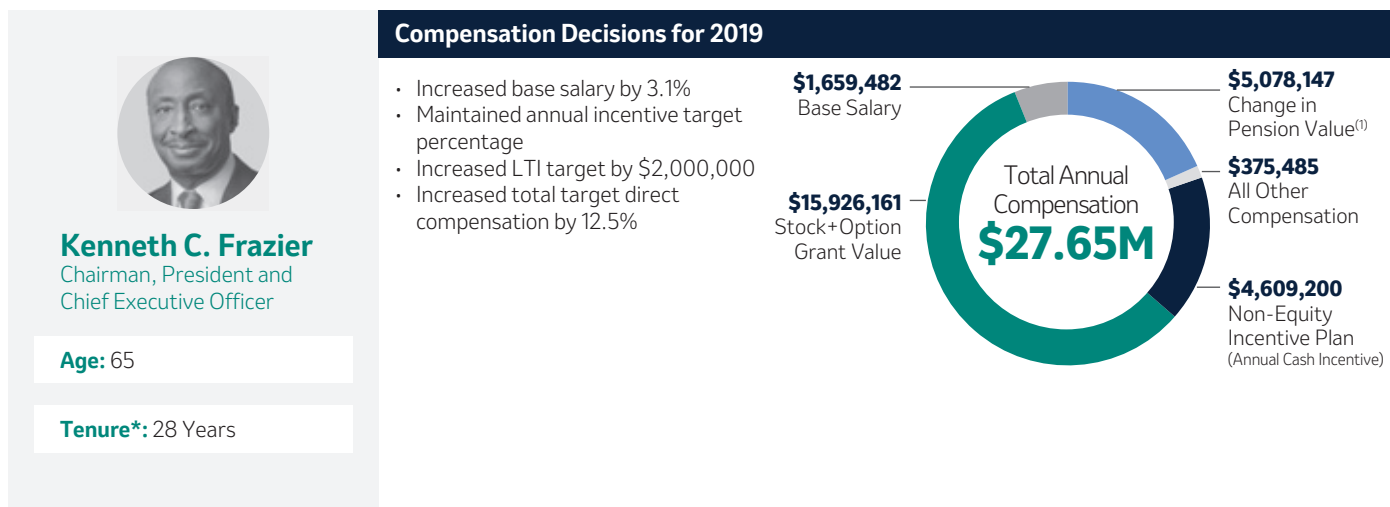 Kenneth C. Frazier
Chairman, President and
Chief Executive Officer
Age: 65
Tenure*: 28 Years
Compensation Decisions for 2019
• Increased base salary by 3.1%
• Maintained annual incentive target
percentage
• Increased LTI target by $2,000,000
• Increased total target direct
compensation by 12.5%
$1,659,482
Base Salary
$15,926,161
Stock+Option
Grant Value
Total Annual
Compensation
$27.65M
$5,078,147
Change in
Pension Value(1)
$375,485
All Other
Compensation
$4,609,200
Non-Equity
Incentive Plan
(Annual Cash Incentive)